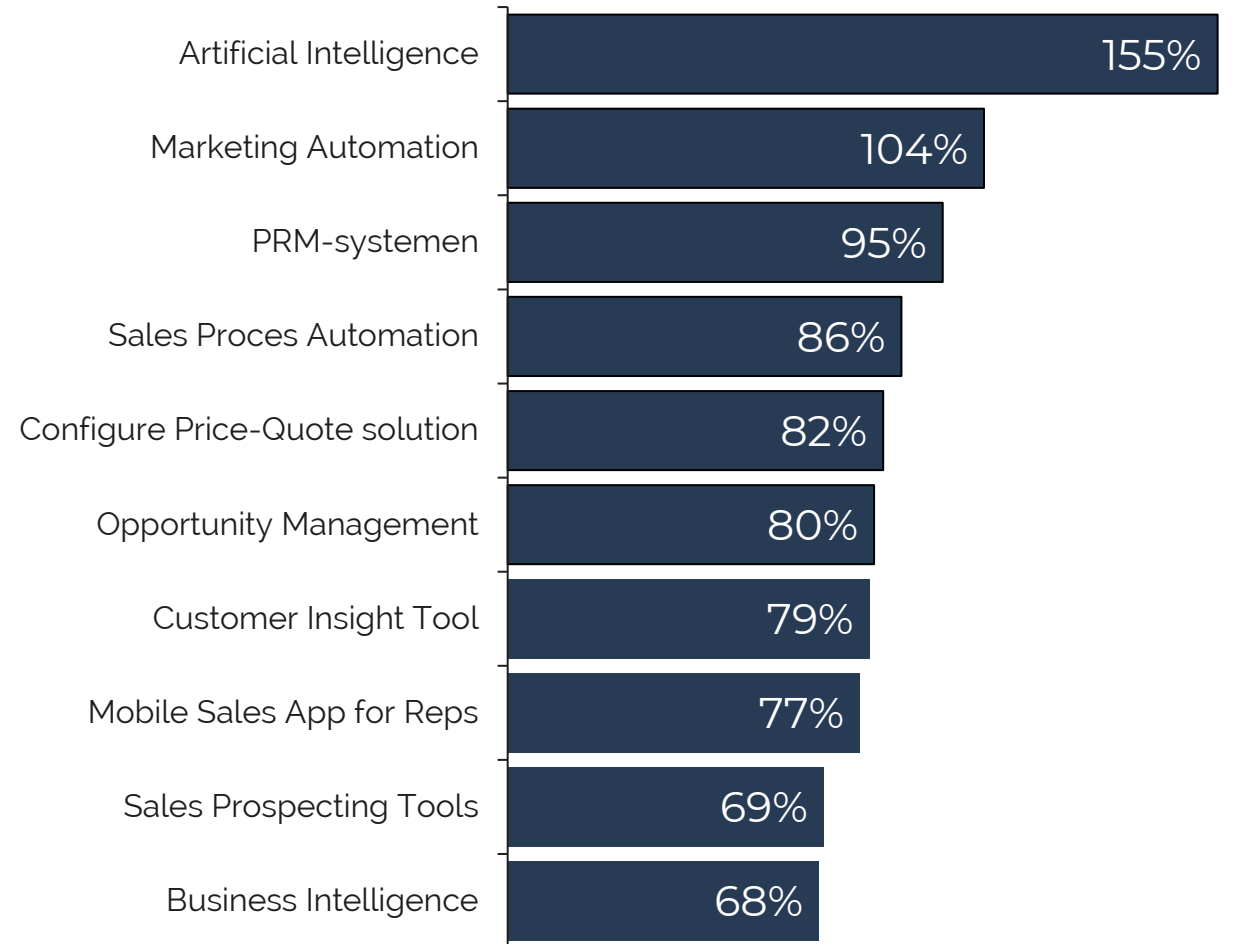 Artificial Intelligence 155%
Marketing Automation 104%
PRM-systemen 95%
Sales Proces Automation 86%
Configure Price-Quote solution 82%
Opportunity Management 80%
Customer Insight Tool 79%
Mobile Sales App for Reps 77%
Sales Prospecting Tools 69%
Business Intelligence 68%